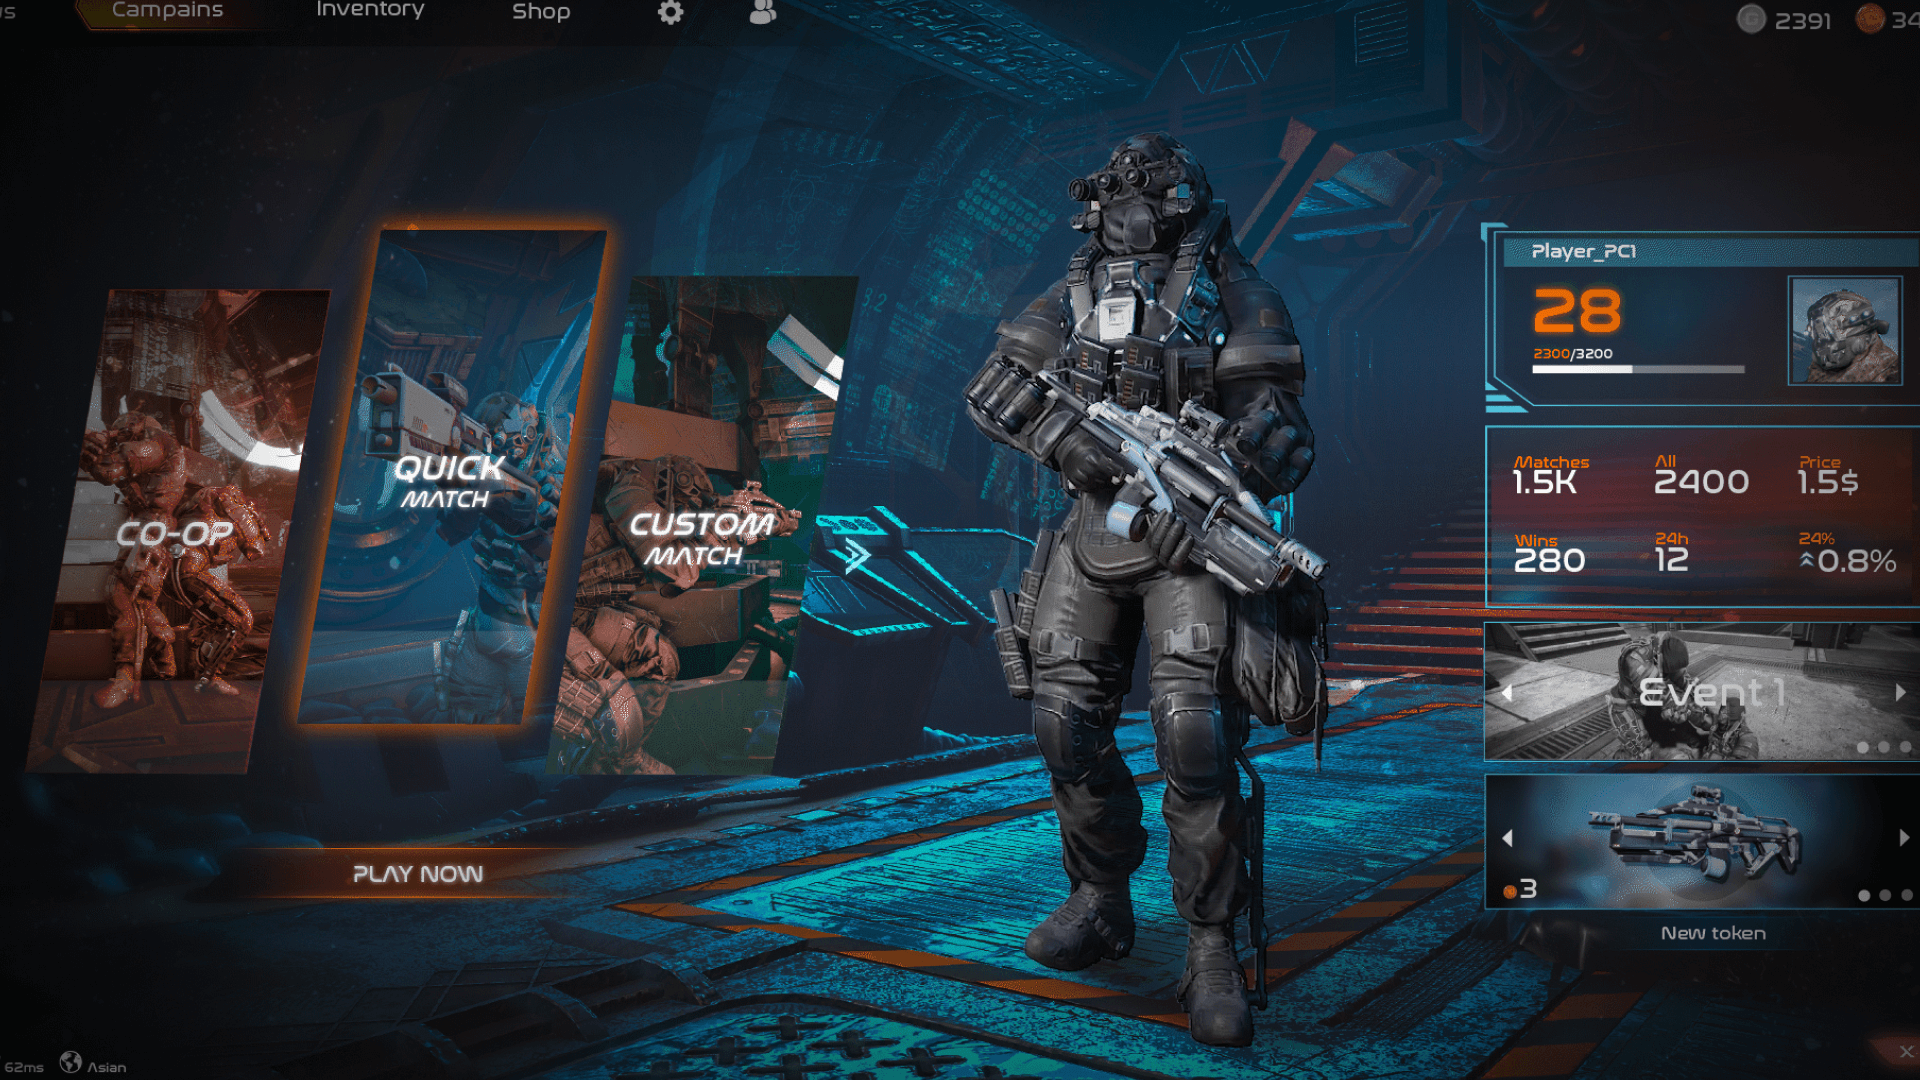 Campains
Inventory
Shop
2391
34
Player_PC1
28
2300/3200
Matches
1.5K
All
2400
Price
1.5$
Wins
280
24h
12
24%
0.8%
QUICK
MATCH
CO-OP
CUSTOM
MATCH
Event 1
3
PLAY NOW
New token
62ms
Asian